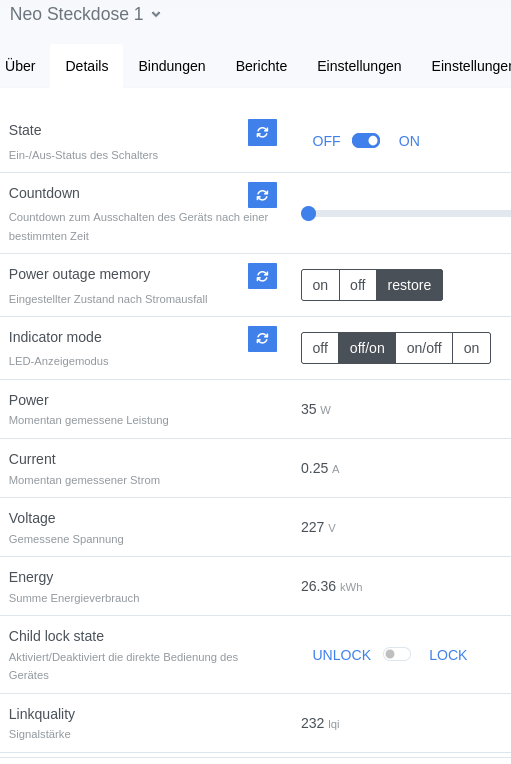 Neo Steckdose 1
Über Details Bindungen Berichte Einstellungen Einstellungen
State
OFF ON
Ein-/Aus-Status des Schalters
Countdown
Countdown zum Ausschalten des Geräts nach einer
bestimmten Zeit
Power outage memory
on off restore
Eingestellter Zustand nach Stromausfall
Indicator mode
off off/on on/off on
LED-Anzeigemodus
Power
35 W
Momentan gemessene Leistung
Current
0.25 A
Momentan gemessener Strom
Voltage
227 V
Gemessene Spannung
Energy
26.36 kWh
Summe Energieverbrauch
Child lock state
Aktiviert/Deaktiviert die direkte Bedienung des
Gerätes
UNLOCK LOCK
Linkquality
232 lqi
Signalstärke